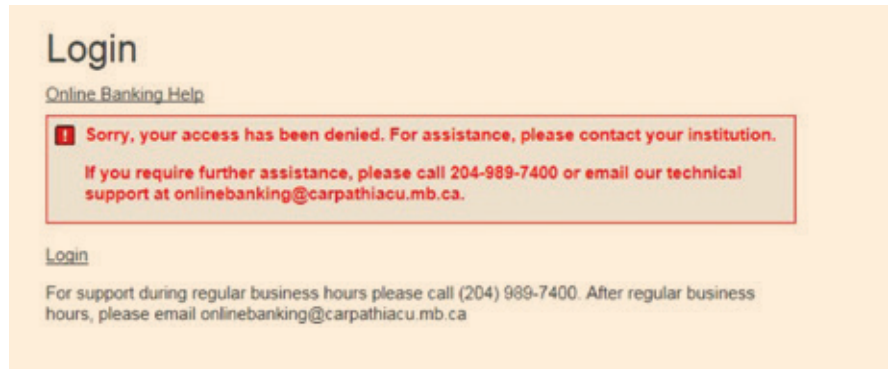 Login
Online Banking Help
Sorry, your access has been denied. For assistance, please contact your institution.
If you require further assistance, please call 204-989-7400 or email our technical
support at onlinebanking@carpathiacu.mb.ca.
Login
For support during regular business hours please call (204) 989-7400. After regular business
hours, please email onlinebanking@carpathiacu.mb.ca